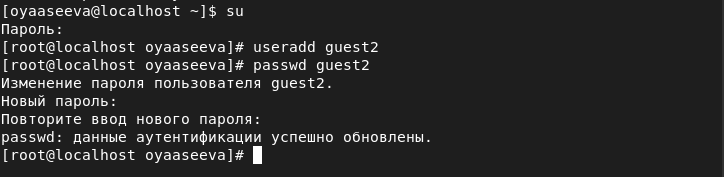 [oyaaseeva@localhost ~]$ su
Пароль:
[root@localhost oyaaseeva]# useradd guest2
[root@localhost oyaaseeva]# passwd guest2
Изменение пароля пользователя guest2.
Новый пароль:
Повторите ввод нового пароля:
passwd: данные аутентификации успешно обновлены.
[root@localhost oyaaseeva]#